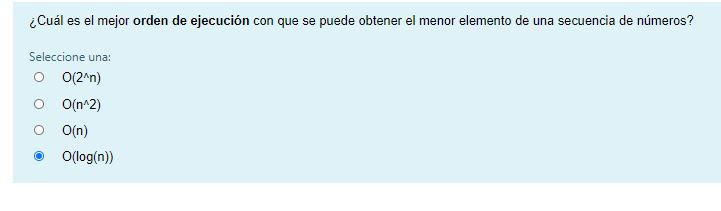 ¿Cuál es el mejor orden de ejecución con que se puede obtener el menor elemento de una secuencia de números?
Seleccione una:
O(2^n)
O(n^2)
O(n)
O(log(n))